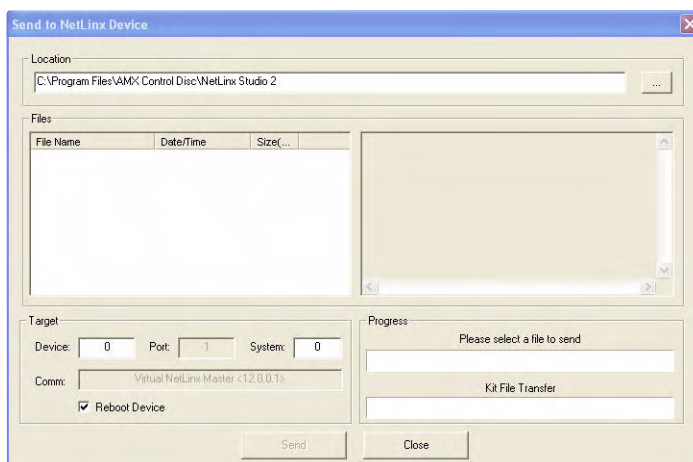 Send to NetLinx Device
Location
C:\Program Files\AMX Control Disc\NetLinx Studio 2
...
Files
File Name Date/Time Size(...
Target
Device: 0 Port: 1 System: 0
Comm: Virtual NetLinx Master <12.0.0.1>
Reboot Device
Progress
Please select a file to send
Kit File Transfer
Send Close